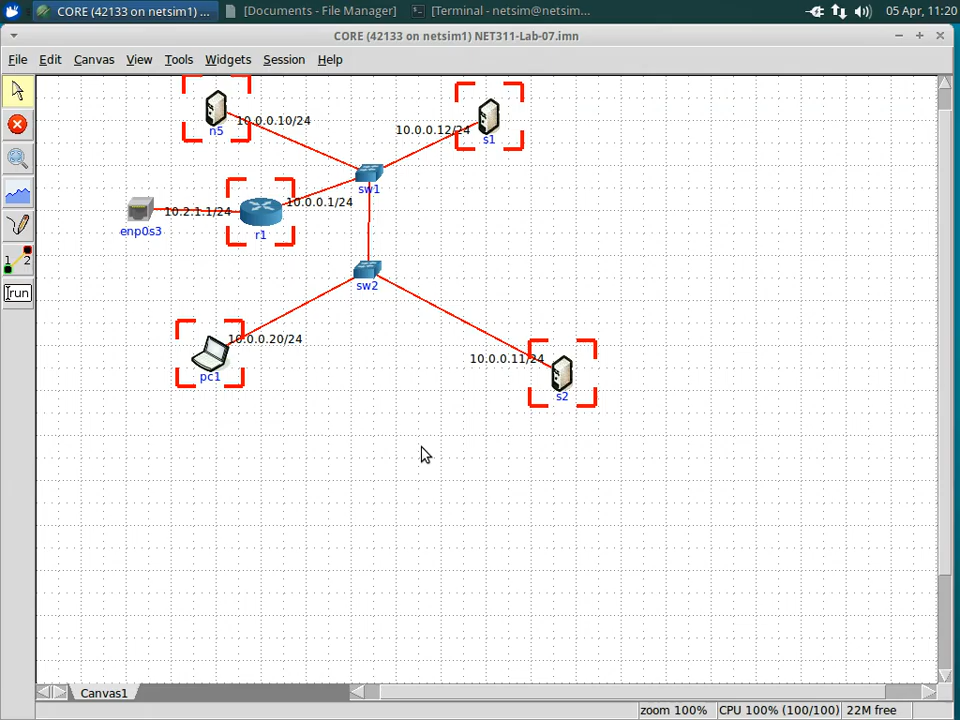 CORE (42133 on netsim1) ...
[Documents - File Manager]
[Terminal - netsim@netsim...
05 Apr, 11:20
CORE (42133 on netsim1) NET311-Lab-07.imn
File Edit Canvas View Tools Widgets Session Help
n5
10.0.0.10/24
10.0.0.12/24
s1
sw1
10.2.1.1/24
10.0.0.1/24
enp0s3
r1
1 2
sw2
run
10.0.0.20/24
pc1
10.0.0.11/24
s2
Canvas1
zoom 100%
CPU 100% (100/100)
22M free